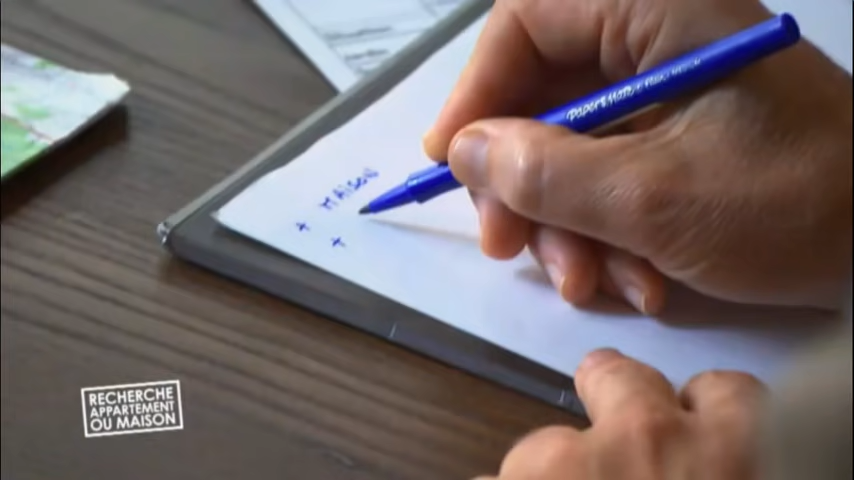 Paper Mate
+ MAISON
+
RECHERCHE
APPARTEMENT
OU MAISON